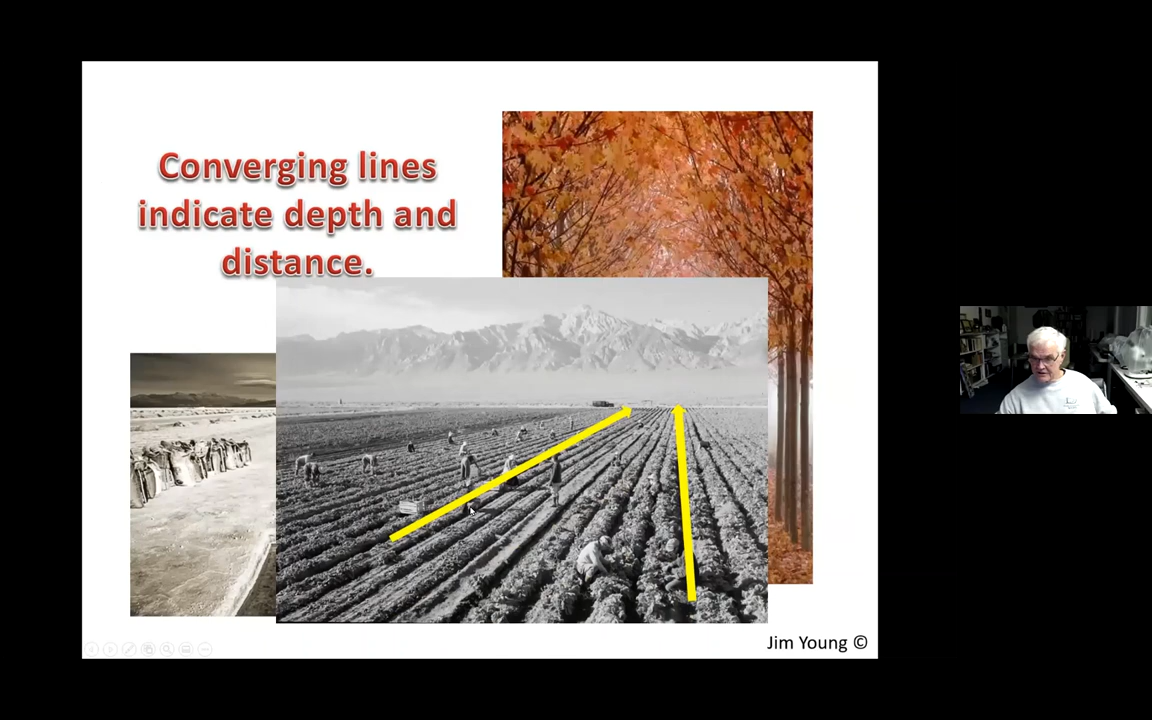 Converging lines
indicate depth and
distance.
Jim Young ©